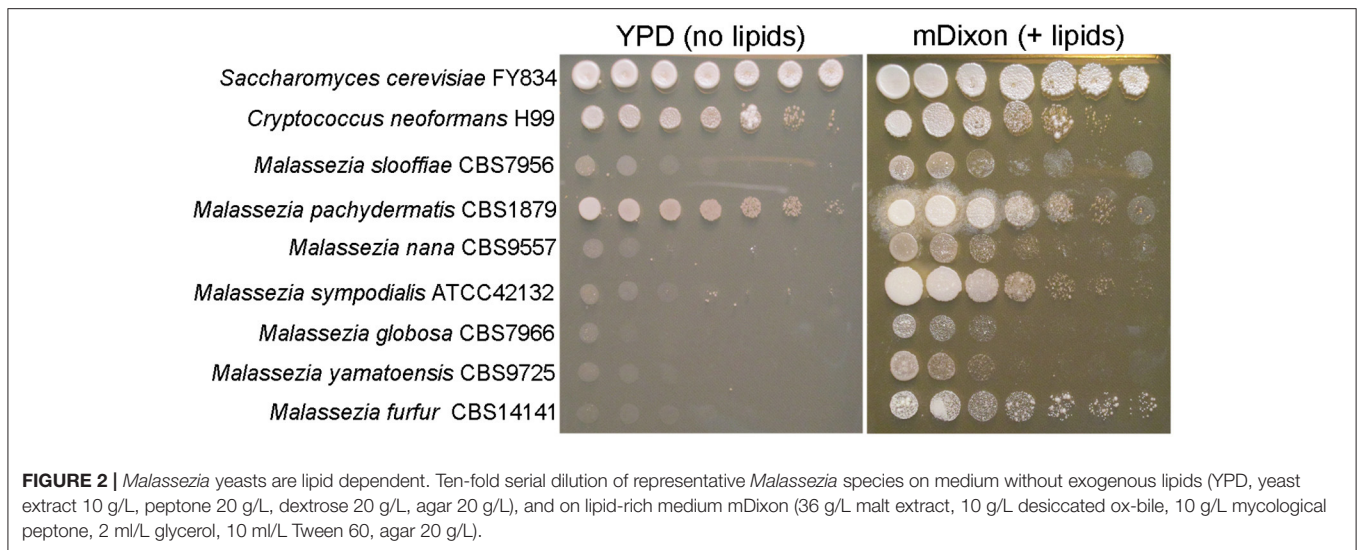 YPD (no lipids)
mDixon (+ lipids)
Saccharomyces cerevisiae FY834
Cryptococcus neoformans H99
Malassezia slooffiae CBS7956
Malassezia pachydermatis CBS1879
Malassezia nana CBS9557
Malassezia sympodialis ATCC42132
Malassezia globosa CBS7966
Malassezia yamatoensis CBS9725
Malassezia furfur CBS14141
FIGURE 2 | Malassezia yeasts are lipid dependent. Ten-fold serial dilution of representative Malassezia species on medium without exogenous lipids (YPD, yeast
extract 10 g/L, peptone 20 g/L, dextrose 20 g/L, agar 20 g/L), and on lipid-rich medium mDixon (36 g/L malt extract, 10 g/L desiccated ox-bile, 10 g/L mycological
peptone, 2 ml/L glycerol, 10 ml/L Tween 60, agar 20 g/L).